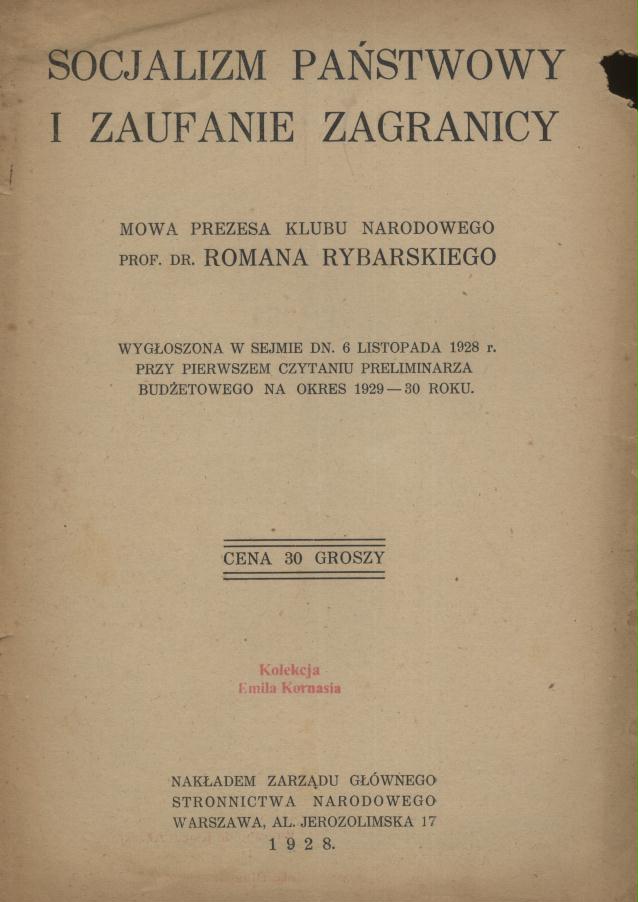 SOCJALIZM PAŃSTWOWY
I ZAUFANIE ZAGRANICY
MOWA PREZESA KLUBU NARODOWEGO
PROF. DR. ROMANA RYBARSKIEGO
WYGŁOSZONA W SEJMIE DN. 6 LISTOPADA 1928 r.
PRZY PIERWSZEM CZYTANIU PRELIMINARZA
BUDŻETOWEGO NA OKRES 1929 — 30 ROKU.
CENA 30 GROSZY
Kolekcja
Emila Kornasia
NAKŁADEM ZARZĄDU GŁÓWNEGO
STRONNICTWA NARODOWEGO
WARSZAWA, AL. JEROZOLIMSKA 17
1928.